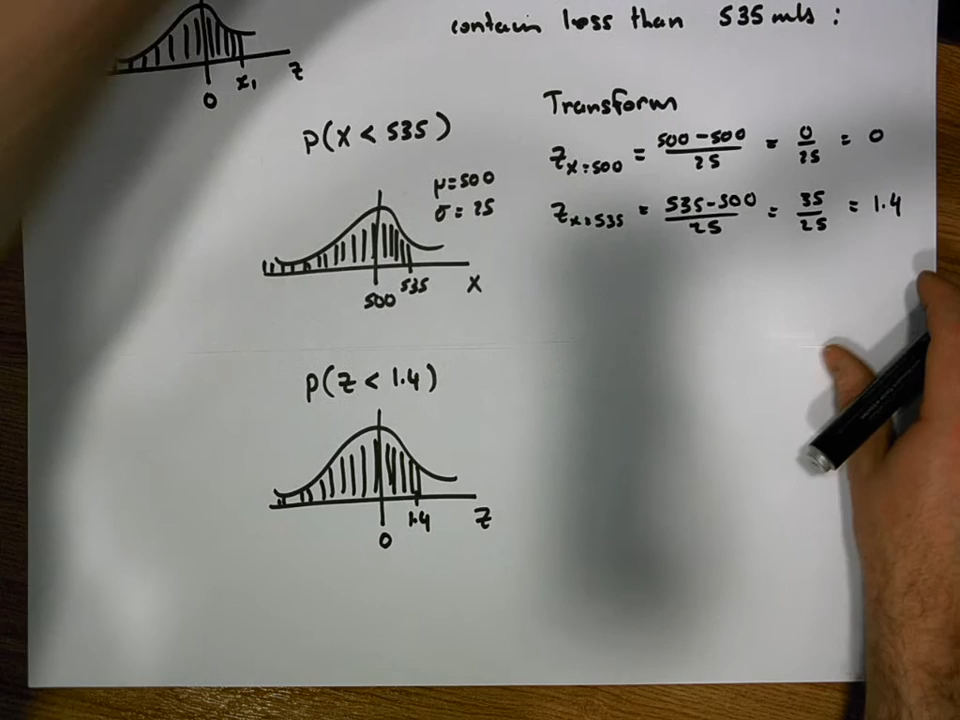 contain less than 535 mls :
0 x₁ z
Transform
P(X < 535)
Z x=500 = 500-500/25 = 0/25 = 0
μ=500
σ=25
Z x=535 = 535-500/25 = 35/25 = 1.4
500 535 X
P(Z < 1.4)
0 1.4 Z